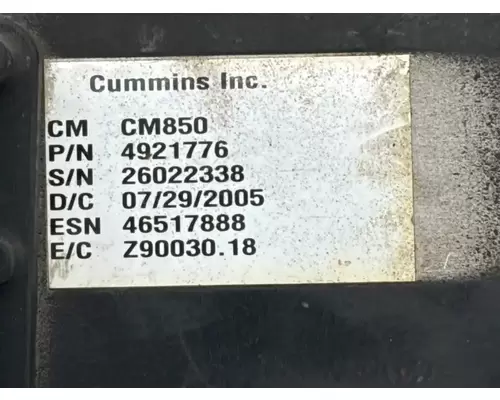 Cummins Inc.
CM CM850
P/N 4921776
S/N 26022338
D/C 07/29/2005
ESN 46517888
E/C Z90030.18